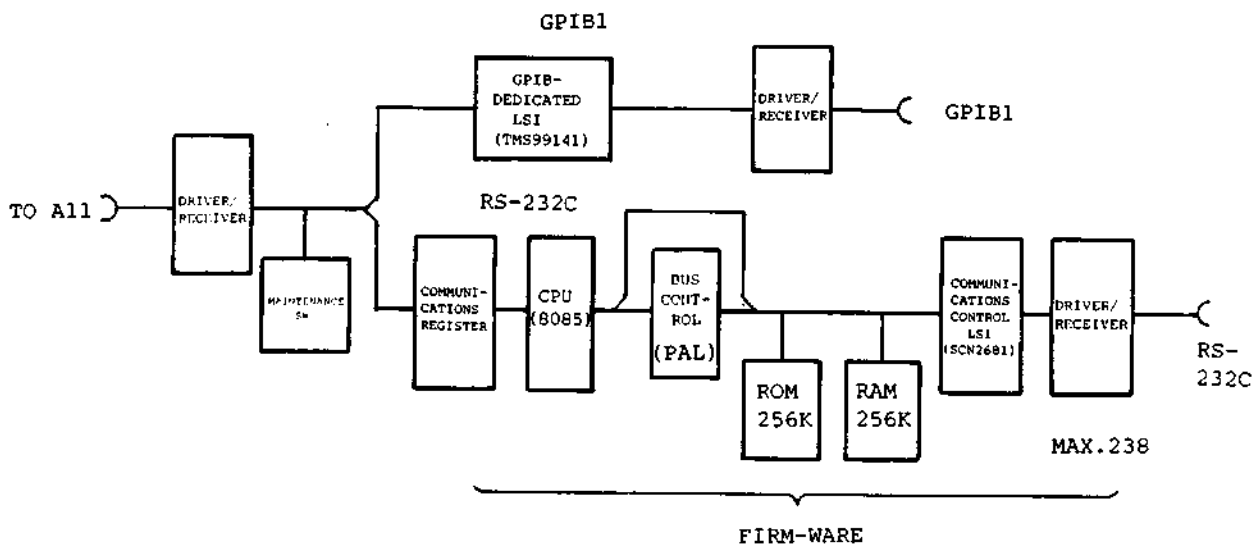 GPIB1
GPIB-
DEDICATED
LSI
(TMS99141)
DRIVER/
RECEIVER
GPIB1
TO A11
DRIVER/
RECEIVER
MAINTENANCE
SW
RS-232C
COMMUNI-
CATIONS
REGISTER
CPU
(8085)
BUS
CONT-
ROL
(PAL)
ROM
256K
RAM
256K
COMMUNI-
CATIONS
CONTROL
LSI
(SCN2681)
DRIVER/
RECEIVER
RS-
232C
MAX.238
FIRM-WARE